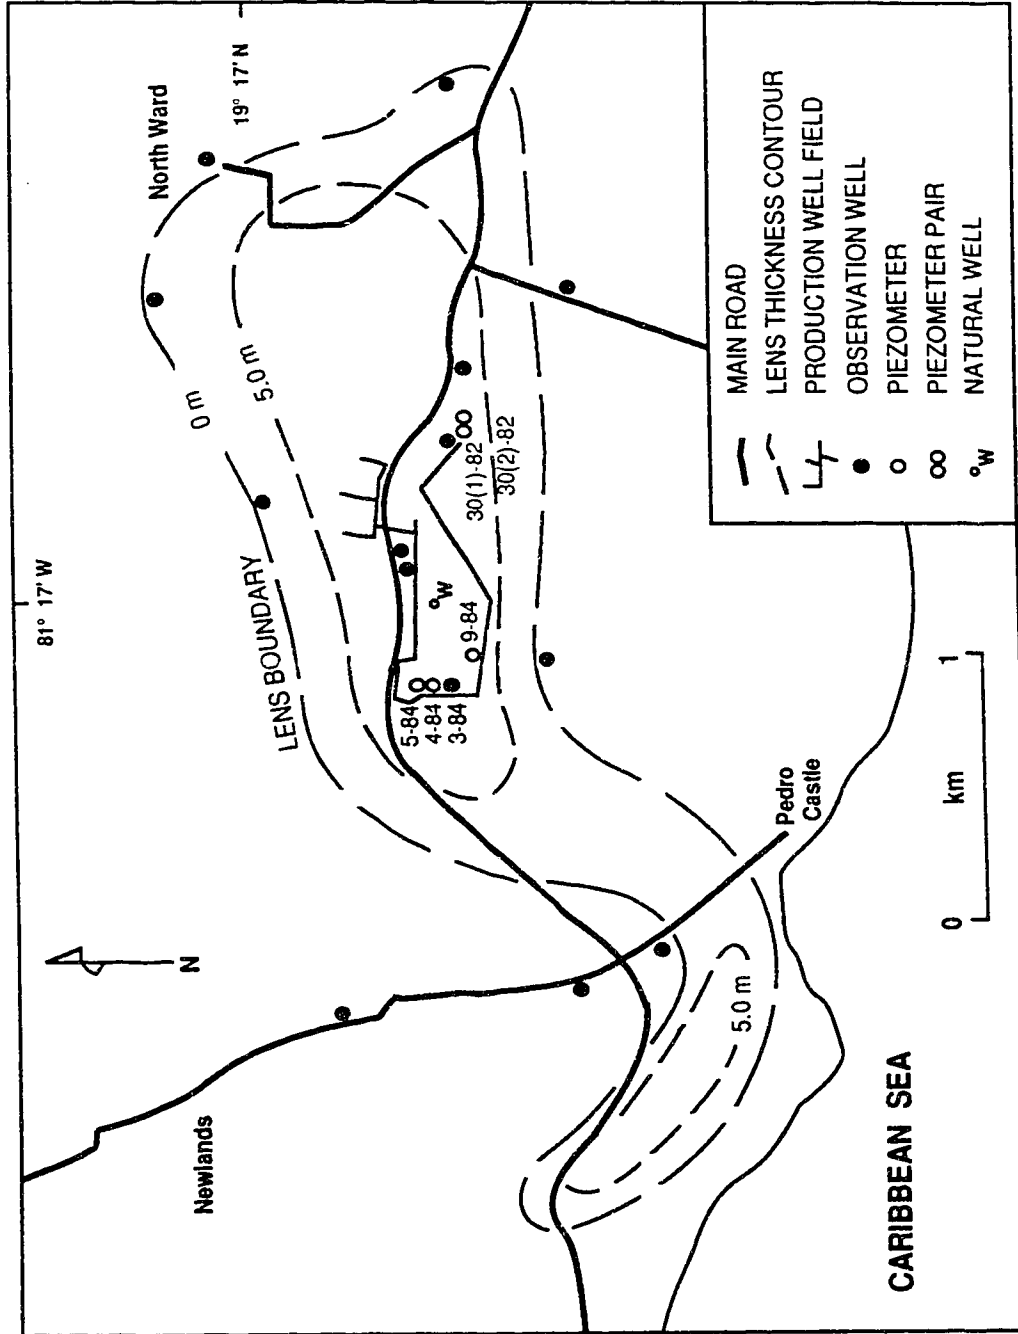 81° 17' W
19° 17' N
North Ward
0 m
5.0 m
LENS BOUNDARY
30(1)-82
30(2)-82
W
9-84
5-84
4-84
3-84
N
Newlands
Pedro
Castle
5.0 m
CARIBBEAN SEA
0
km
1
MAIN ROAD
LENS THICKNESS CONTOUR
PRODUCTION WELL FIELD
OBSERVATION WELL
PIEZOMETER
PIEZOMETER PAIR
W
NATURAL WELL